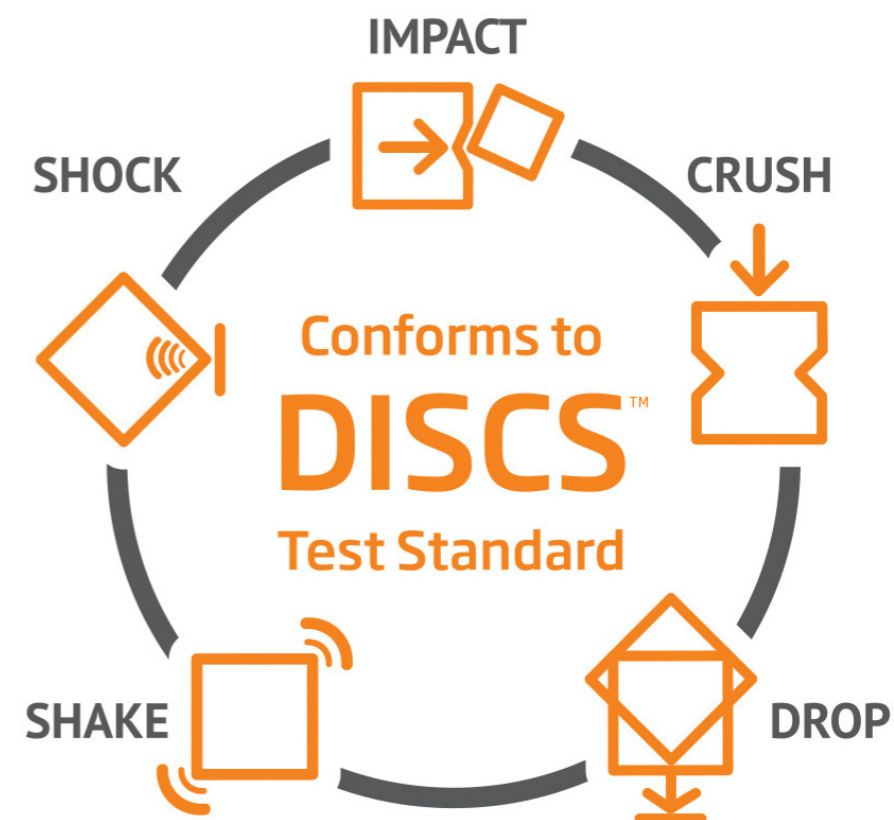 IMPACT
SHOCK
CRUSH
Conforms to
DISCS™
Test Standard
SHAKE
DROP